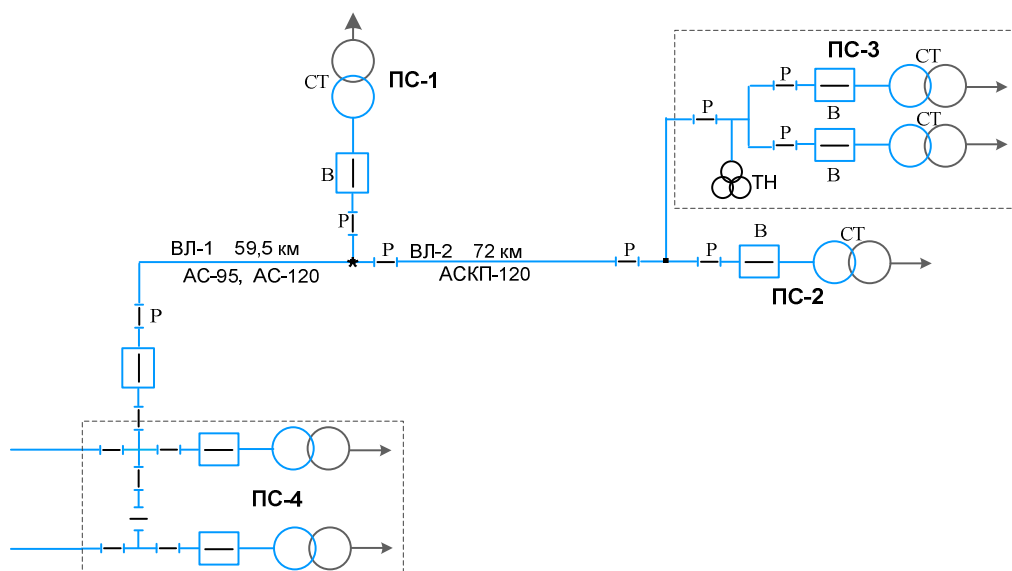 ПС-3
СТ
Р
В
Р
СТ
Р
В
ТН
СТ
ПС-1
В
Р
ВЛ-1 59,5 км
АС-95, АС-120
Р
ВЛ-2 72 км
АСКП-120
Р
Р
В
СТ
ПС-2
Р
ПС-4